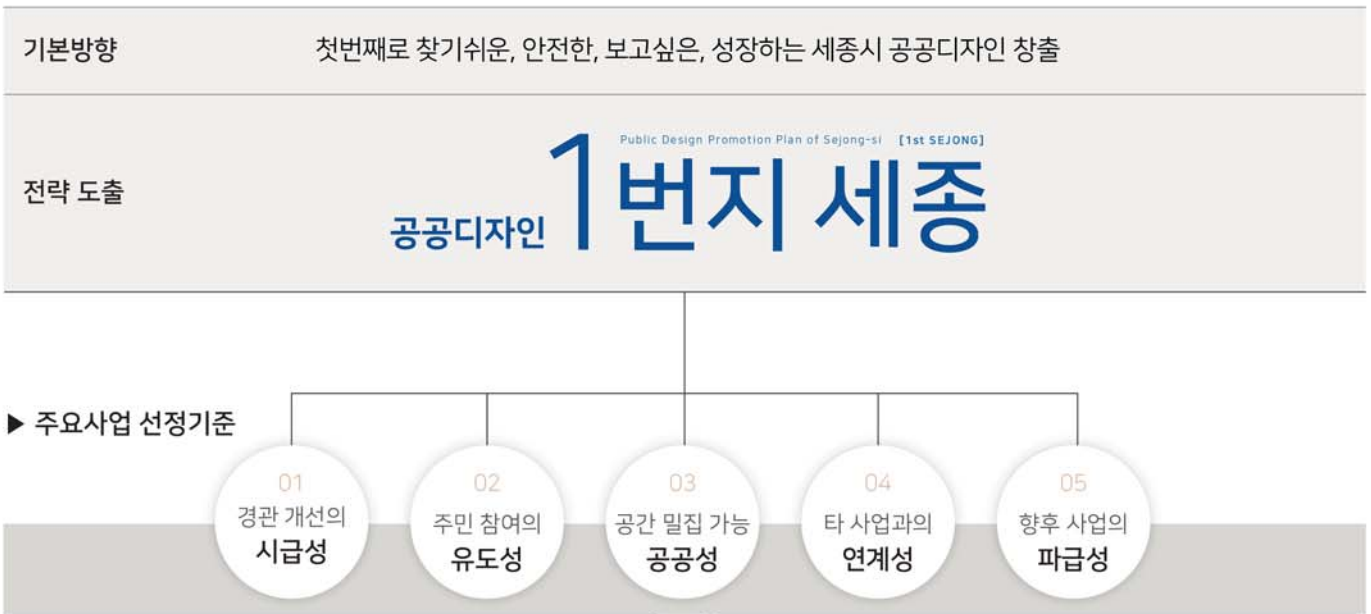 기본방향
첫번째로 찾기쉬운, 안전한, 보고싶은, 성장하는 세종시 공공디자인 창출
전략 도출
Public Design Promotion Plan of Sejong-si [1st SEJONG]
공공디자인 1번지 세종
▶ 주요사업 선정기준
01
경관 개선의
시급성
02
주민 참여의
유도성
03
공간 밀집 가능
공공성
04
타 사업과의
연계성
05
향후 사업의
파급성